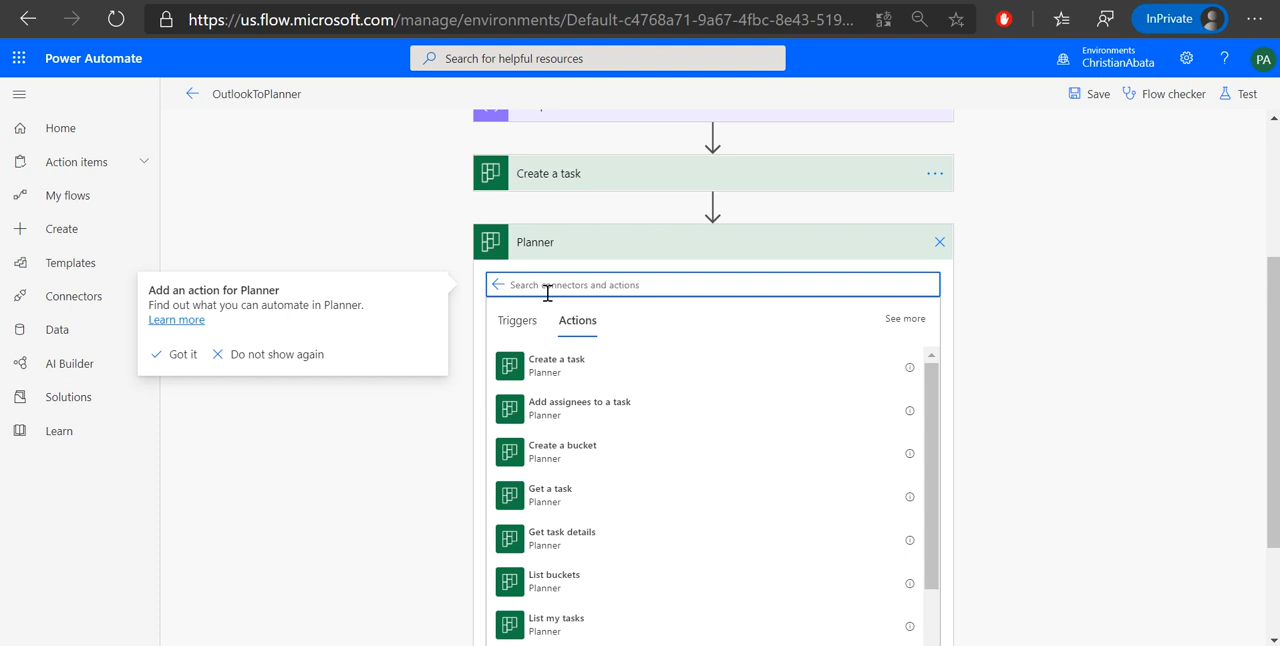 https://us.flow.microsoft.com/manage/environments/Default-c4768a71-9a67-4fbc-8e43-519...
InPrivate
Power Automate
Search for helpful resources
Environments
ChristianAbata
PA
OutlookToPlanner
Save
Flow checker
Test
Home
Action items
My flows
Create
Templates
Connectors
Data
AI Builder
Solutions
Learn
Create a task
Planner
Add an action for Planner
Find out what you can automate in Planner.
Learn more
Got it
Do not show again
Search connectors and actions
Triggers
Actions
See more
Create a task
Planner
Add assignees to a task
Planner
Create a bucket
Planner
Get a task
Planner
Get task details
Planner
List buckets
Planner
List my tasks
Planner